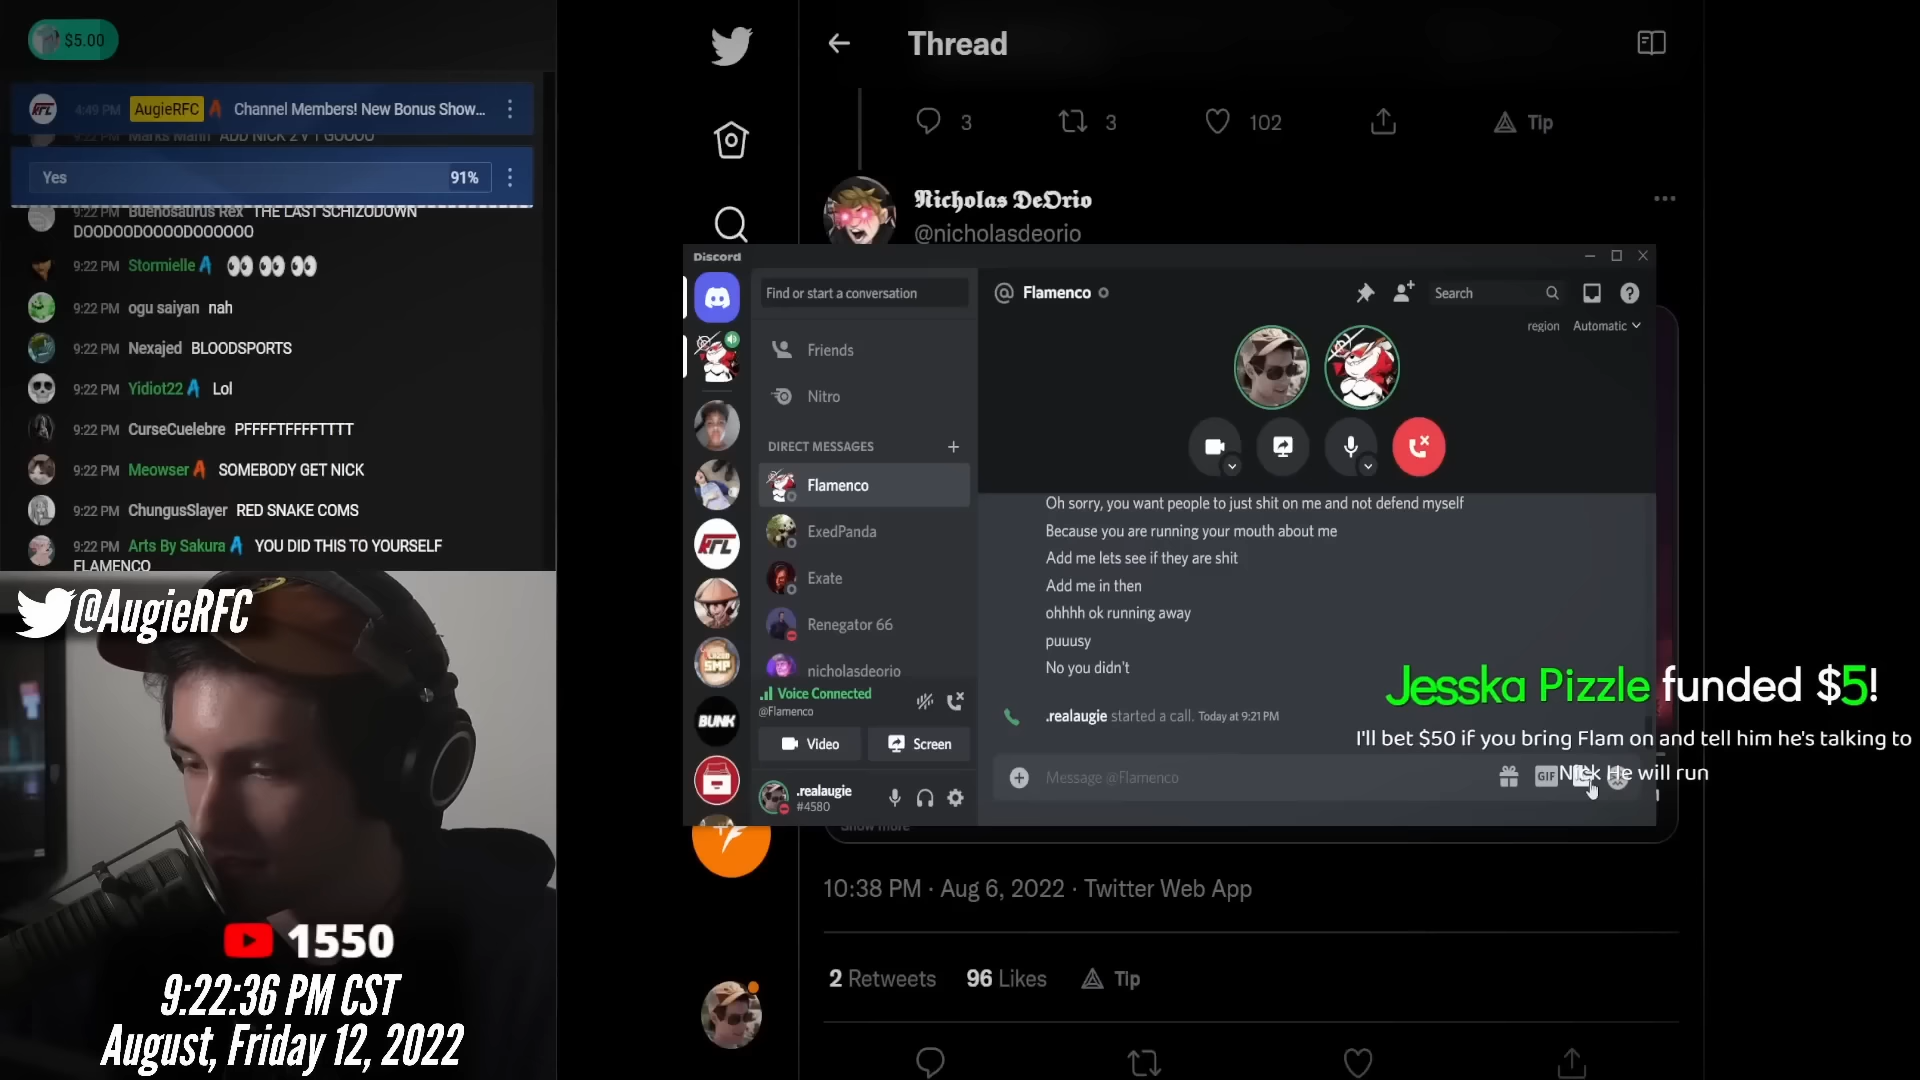 $5.00
4:49 PM AugieRFC Channel Members! New Bonus Show...
9:22 PM Marks Mann ADD NICK 2 V 1 GOOOO
Yes 91%
9:22 PM Buenosaurus Rex THE LAST SCHIZODOWN
DOODOODOOOODOOOOOO
9:22 PM Stormielle
9:22 PM ogu saiyan nah
9:22 PM Nexajed BLOODSPORTS
9:22 PM Yidiot22 Lol
9:22 PM CurseCuelebre PFFFFTFFFFTTTT
9:22 PM Meowser SOMEBODY GET NICK
9:22 PM ChungusSlayer RED SNAKE COMS
9:22 PM Arts By Sakura YOU DID THIS TO YOURSELF
FLAMENCO
@AugieRFC
1550
9:22:36 PM CST
August, Friday 12, 2022
Thread
3 3 102 Tip
Nicholas DeOrio
@nicholasdeorio
Discord
Find or start a conversation
Friends
Nitro
DIRECT MESSAGES
Flamenco
ExedPanda
Exate
Renegator 66
nicholasdeorio
Voice Connected
@Flamenco
Video Screen
.realaugie
#4580
RFC
BUNK
SMP
@ Flamenco
Search
region Automatic
Oh sorry, you want people to just shit on me and not defend myself
Because you are running your mouth about me
Add me lets see if they are shit
Add me in then
ohhhh ok running away
puuusy
No you didn't
.realaugie started a call. Today at 9:21 PM
Message @Flamenco
GIF
Jesska Pizzle funded $5!
I'll bet $50 if you bring Flam on and tell him he's talking to
Nick He will run
Show more
10:38 PM · Aug 6, 2022 · Twitter Web App
2 Retweets 96 Likes Tip